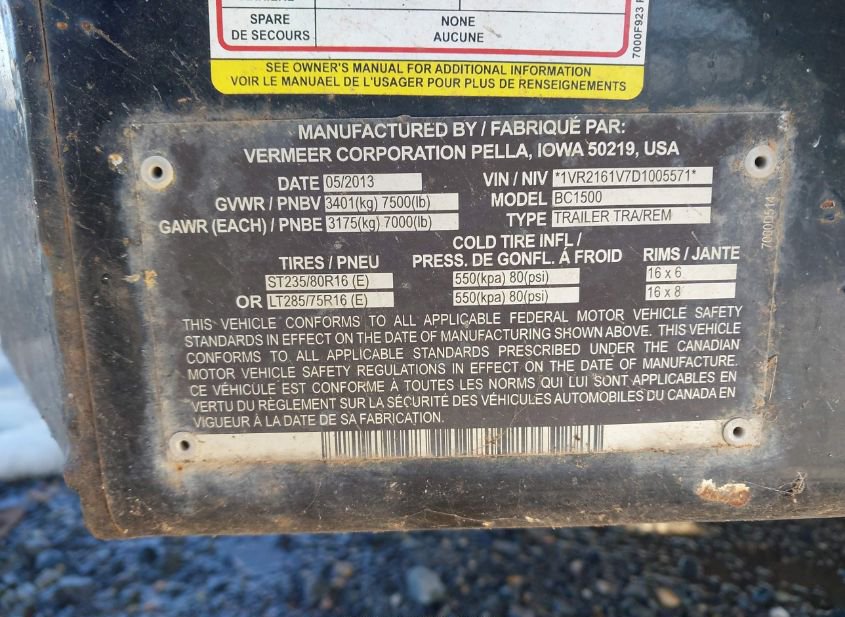 SPARE NONE
DE SECOURS AUCUNE
SEE OWNER'S MANUAL FOR ADDITIONAL INFORMATION
VOIR LE MANUAEL DE L'USAGER POUR PLUS DE RENSEIGNEMENTS
7000F923
MANUFACTURED BY / FABRIQUÉ PAR:
VERMEER CORPORATION PELLA, IOWA 50219, USA
DATE 05/2013 VIN / NIV *1VR2161V7D1005571*
GVWR / PNBV 3401(kg) 7500(lb) MODEL BC1500
GAWR (EACH) / PNBE 3175(kg) 7000(lb) TYPE TRAILER TRA/REM
COLD TIRE INFL /
TIRES / PNEU PRESS. DE GONFL. À FROID RIMS / JANTE
ST235/80R16 (E) 550(kpa) 80(psi) 16 x 6
OR LT285/75R16 (E) 550(kpa) 80(psi) 16 x 8
7000D514
THIS VEHICLE CONFORMS TO ALL APPLICABLE FEDERAL MOTOR VEHICLE SAFETY
STANDARDS IN EFFECT ON THE DATE OF MANUFACTURING SHOWN ABOVE. THIS VEHICLE
CONFORMS TO ALL APPLICABLE STANDARDS PRESCRIBED UNDER THE CANADIAN
MOTOR VEHICLE SAFETY REGULATIONS IN EFFECT ON THE DATE OF MANUFACTURE.
CE VÉHICULE EST CONFORME À TOUTES LES NORMS QUI LUI SONT APPLICABLES EN
VERTU DU RÈGLEMENT SUR LA SÉCURITÉ DES VÉHICULES AUTOMOBILES DU CANADA EN
VIGUEUR À LA DATE DE SA FABRICATION.